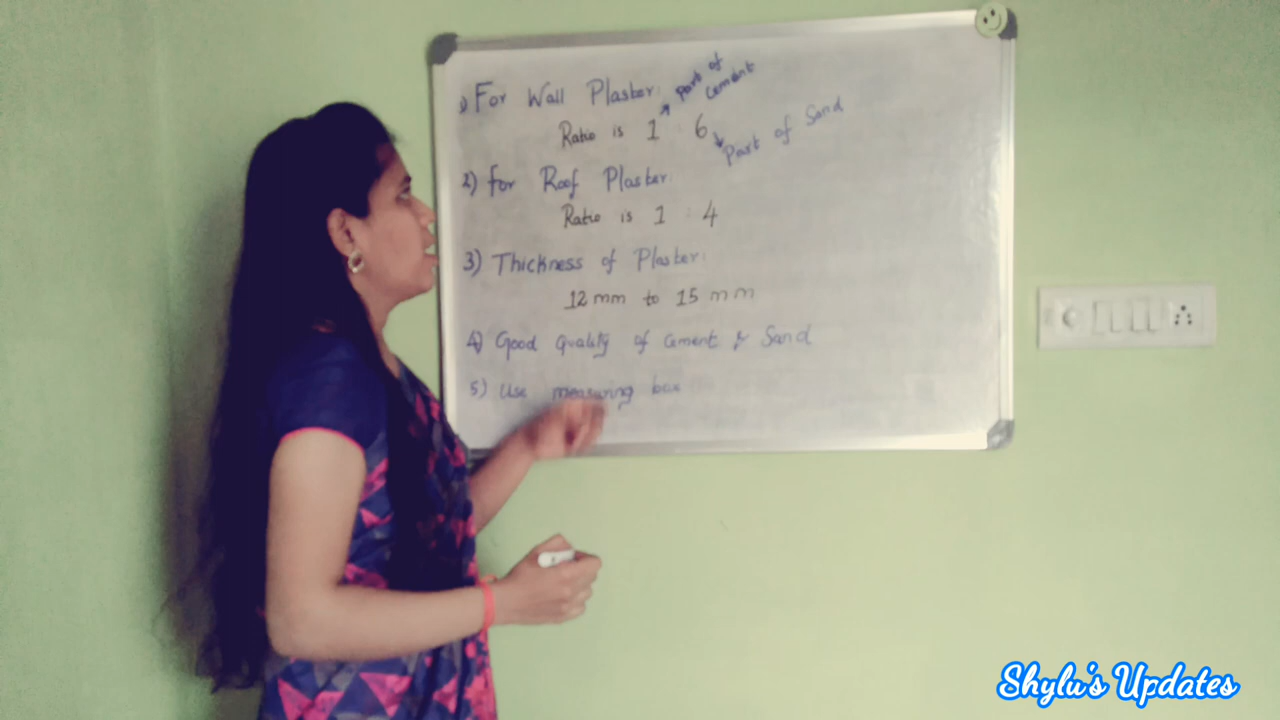 1) For Wall Plaster:
Ratio is 1 : 6
Part of
Cement
Part of Sand
2) For Roof Plaster:
Ratio is 1 : 4
3) Thickness of Plaster:
12 mm to 15 mm
4) Good Quality of Cement & Sand
5) Use measuring box
Shylu's Updates